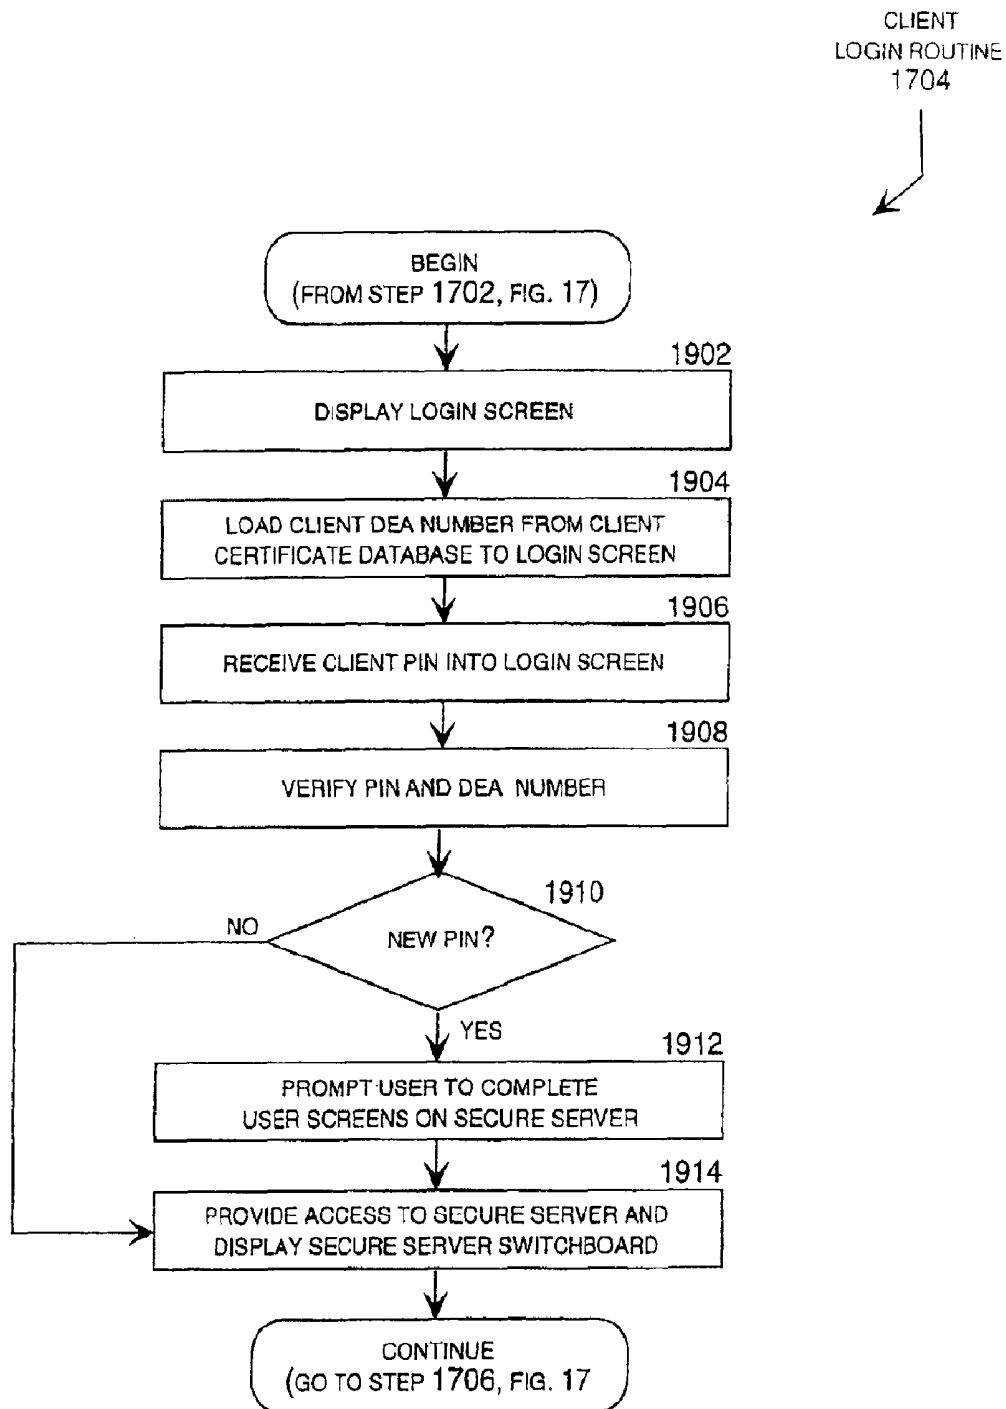 CLIENT
LOGIN ROUTINE
1704
BEGIN
(FROM STEP 1702, FIG. 17)
1902
DISPLAY LOGIN SCREEN
1904
LOAD CLIENT DEA NUMBER FROM CLIENT
CERTIFICATE DATABASE TO LOGIN SCREEN
1906
RECEIVE CLIENT PIN INTO LOGIN SCREEN
1908
VERIFY PIN AND DEA NUMBER
1910
NO
NEW PIN?
YES
1912
PROMPT USER TO COMPLETE
USER SCREENS ON SECURE SERVER
1914
PROVIDE ACCESS TO SECURE SERVER AND
DISPLAY SECURE SERVER SWITCHBOARD
CONTINUE
(GO TO STEP 1706, FIG. 17